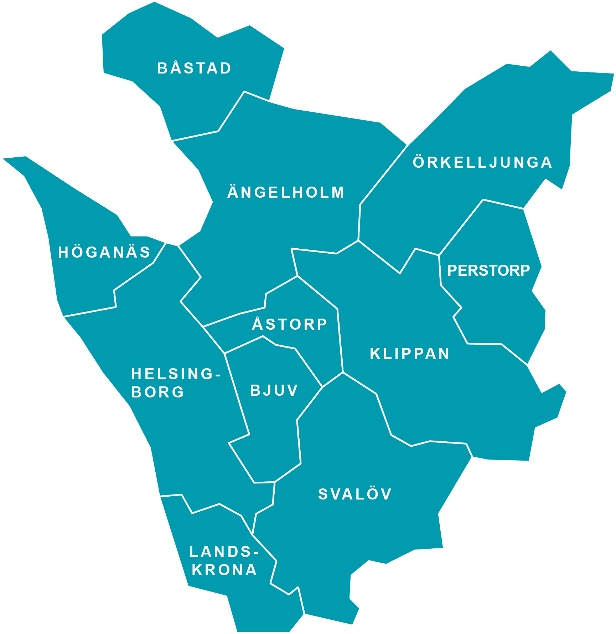 BÅSTAD
ÖRKELLJUNGA
ÄNGELHOLM
HÖGANÄS
PERSTORP
ÅSTORP
KLIPPAN
HELSING-
BORG
BJUV
SVALÖV
LANDS-
KRONA